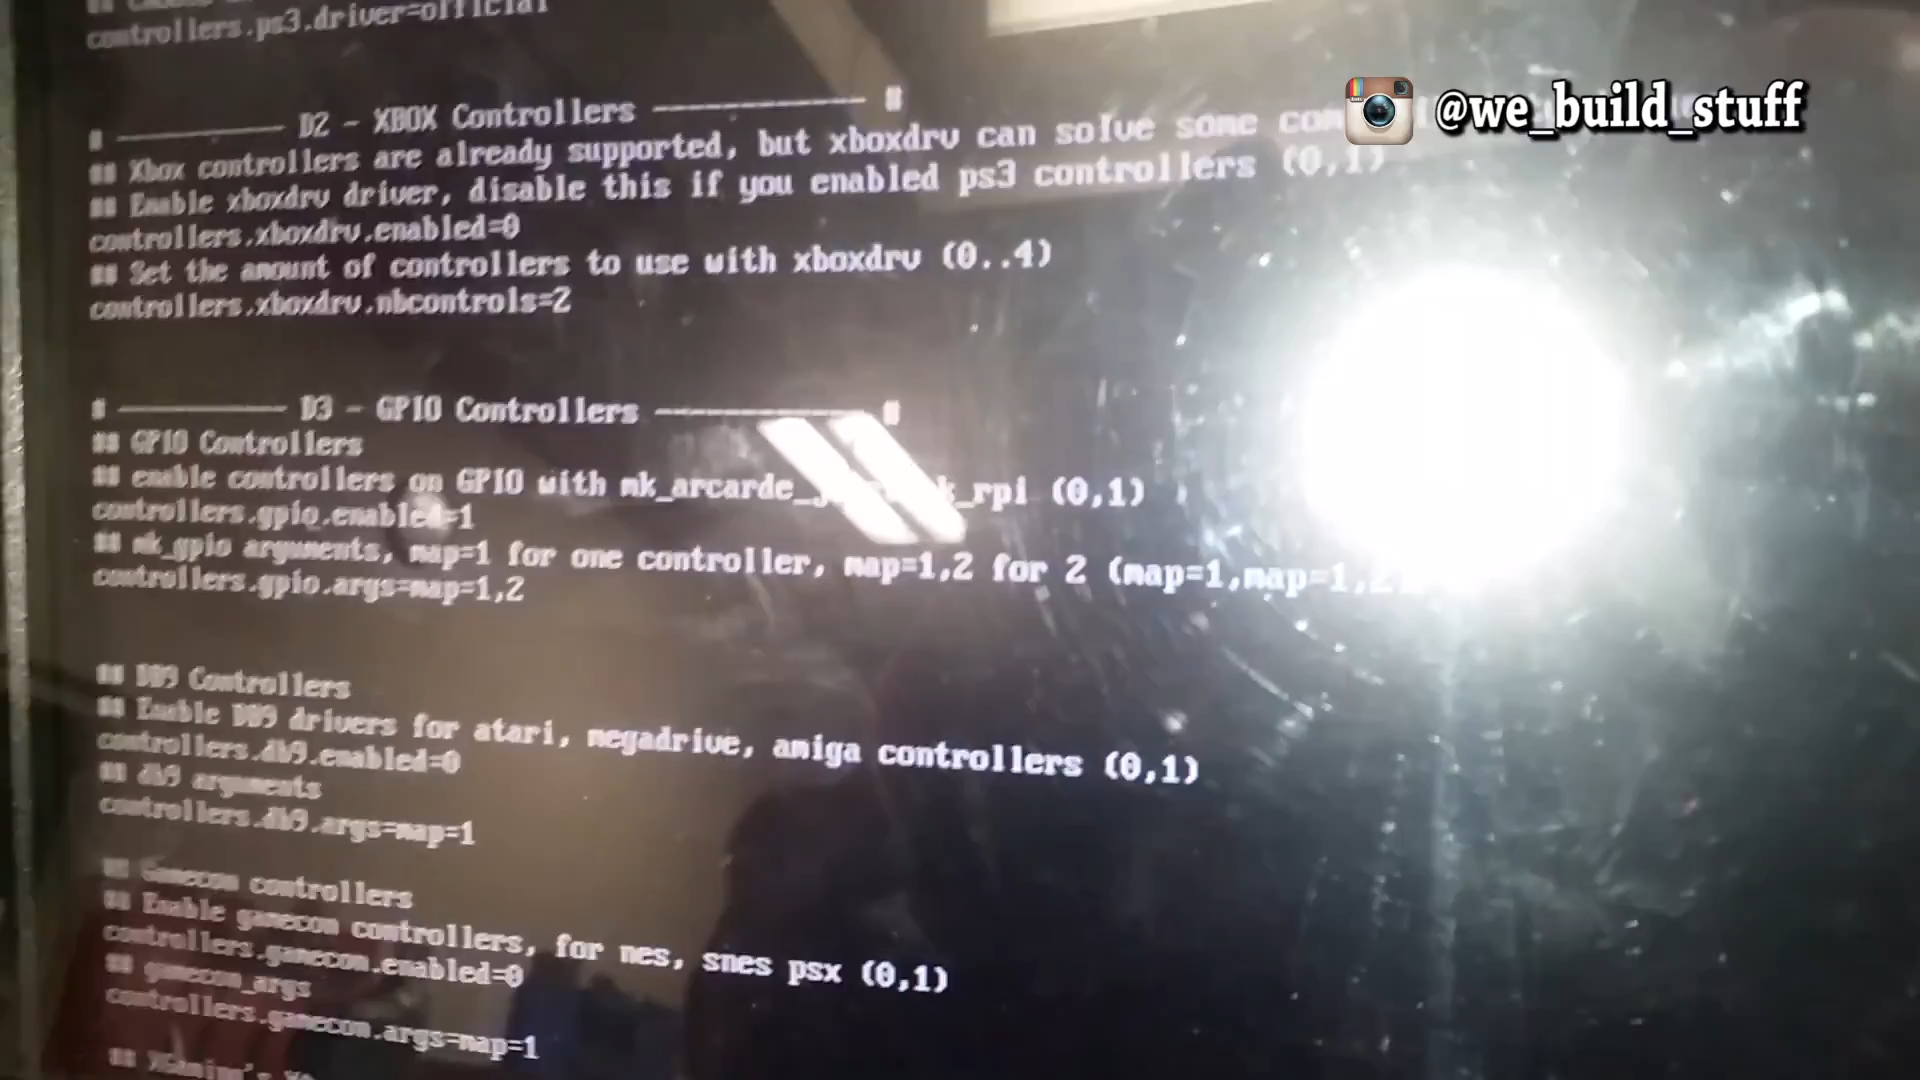 controllers.ps3.driver=official
@we_build_stuff
# ---------- D2 - XBOX Controllers ---------- #
## Xbox controllers are already supported, but xboxdrv can solve some com
## Enable xboxdrv driver, disable this if you enabled ps3 controllers (0,1)
controllers.xboxdrv.enabled=0
## Set the amount of controllers to use with xboxdrv (0..4)
controllers.xboxdrv.nbcontrols=2
# ---------- D3 - GPIO Controllers ---------- #
## GPIO Controllers
## enable controllers on GPIO with mk_arcarde_ k_rpi (0,1)
controllers.gpio.enabled=1
## mk_gpio arguments, map=1 for one controller, map=1,2 for 2 (map=1,map=1,2)
controllers.gpio.args=map=1,2
## DB9 Controllers
## Enable DB9 drivers for atari, megadrive, amiga controllers (0,1)
controllers.db9.enabled=0
## db9 arguments
controllers.db9.args=map=1
## Gamecon controllers
## Enable gamecon controllers, for nes, snes psx (0,1)
controllers.gamecon.enabled=0
## gamecon_args
controllers.gamecon.args=map=1
## XGaming's